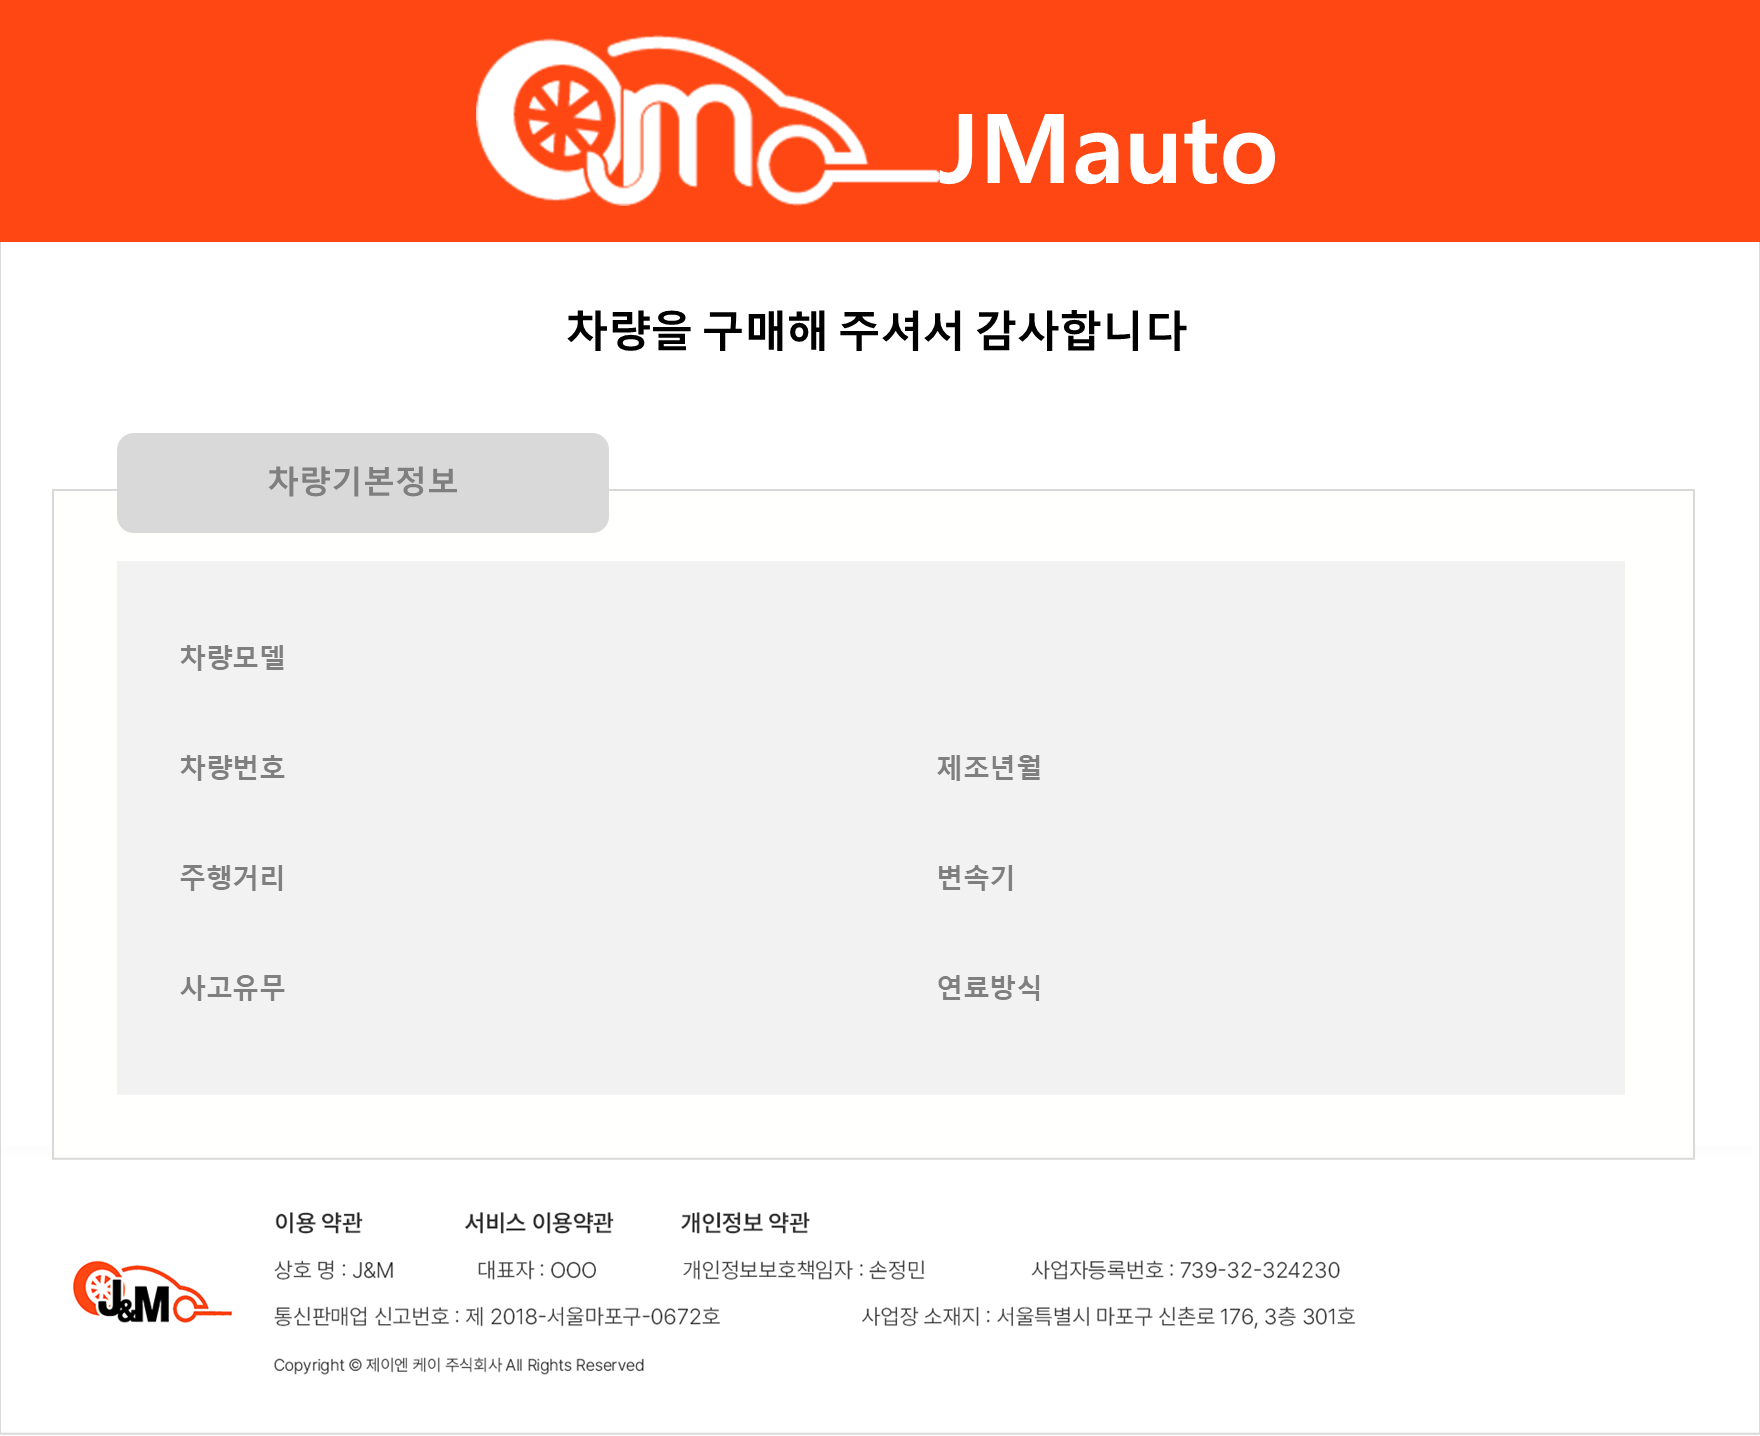 JMauto
차량을 구매해 주셔서 감사합니다
차량기본정보
차량모델
차량번호 제조년월
주행거리 변속기
사고유무 연료방식
이용 약관 서비스 이용약관 개인정보 약관
J&M
상호 명 : J&M 대표자 : OOO 개인정보보호책임자 : 손정민 사업자등록번호 : 739-32-324230
통신판매업 신고번호 : 제 2018-서울마포구-0672호 사업장 소재지 : 서울특별시 마포구 신촌로 176, 3층 301호
Copyright © 제이엔 케이 주식회사 All Rights Reserved